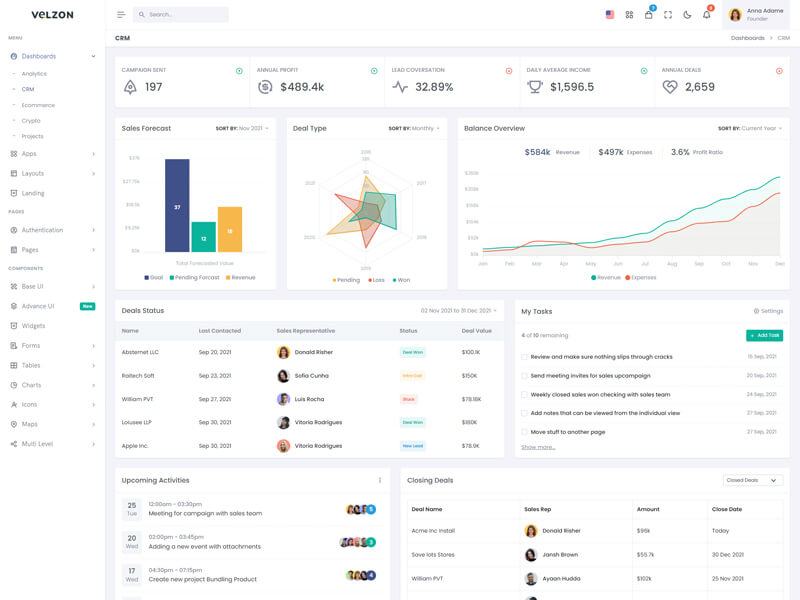 VELZON
Search...
7
5
Anna Adame
Founder
MENU
Dashboards
Analytics
CRM
Ecommerce
Crypto
Projects
Apps
Layouts
Landing
PAGES
Authentication
Pages
COMPONENTS
Base UI
Advance UI New
Widgets
Forms
Tables
Charts
Icons
Maps
Multi Level
CRM
Dashboards > CRM
CAMPAIGN SENT
197
ANNUAL PROFIT
$489.4k
LEAD COVERSATION
32.89%
DAILY AVERAGE INCOME
$1,596.5
ANNUAL DEALS
2,659
Sales Forecast SORT BY: Nov 2021
$37k
$27.75k
$18.5k
$9.25k
$0k
37
12
18
Total Forecasted Value
Goal Pending Forcast Revenue
Deal Type SORT BY: Monthly
2016
2017
2018
2019
2020
2021
Pending Loss Won
Balance Overview SORT BY: Current Year
$584k Revenue $497k Expenses 3.6% Profit Ratio
$260k
$208k
$156k
$104k
$52k
$0k
Jan Feb Mar Apr May Jun Jul Aug Sep Oct Nov Dec
Revenue Expenses
Deals Status 02 Nov 2021 to 31 Dec 2021
Name Last Contacted Sales Representative Status Deal Value
Absternet LLC Sep 20, 2021 Donald Risher Deal Won $100.1K
Raitech Soft Sep 23, 2021 Sofia Cunha Intro Call $150K
William PVT Sep 27, 2021 Luis Rocha Stuck $78.18K
Loiusee LLP Sep 30, 2021 Vitoria Rodrigues Deal Won $180K
Apple Inc. Sep 30, 2021 Vitoria Rodrigues New Lead $78.9K
My Tasks Settings
4 of 10 remaining + Add Task
Review and make sure nothing slips through cracks 15 Sep, 2021
Send meeting invites for sales upcampaign 20 Sep, 2021
Weekly closed sales won checking with sales team 24 Sep, 2021
Add notes that can be viewed from the individual view 27 Sep, 2021
Move stuff to another page 27 Sep, 2021
Show more...
Upcoming Activities
25
Tue
12:00am - 03:30pm
Meeting for campaign with sales team
5
20
Wed
02:00pm - 03:45pm
Adding a new event with attachments
3
17
Wed
04:30pm - 07:15pm
Create new project Bundling Product
4
Closing Deals Closed Deals
Deal Name Sales Rep Amount Close Date
Acme Inc Install Donald Risher $96k Today
Save lots Stores Jansh Brown $55.7k 30 Dec 2021
William PVT Ayaan Hudda $102k 25 Nov 2021